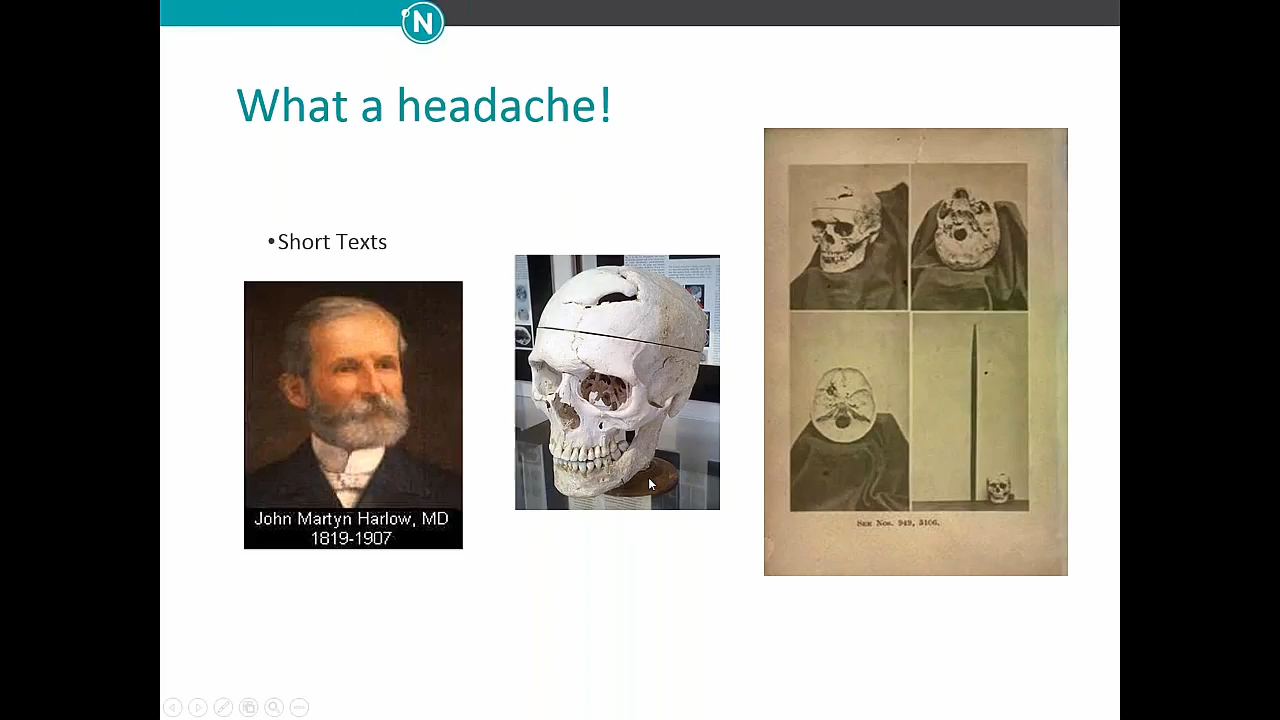 N
What a headache!
•Short Texts
John Martyn Harlow, MD
1819-1907
See Nos. 949, 3106.